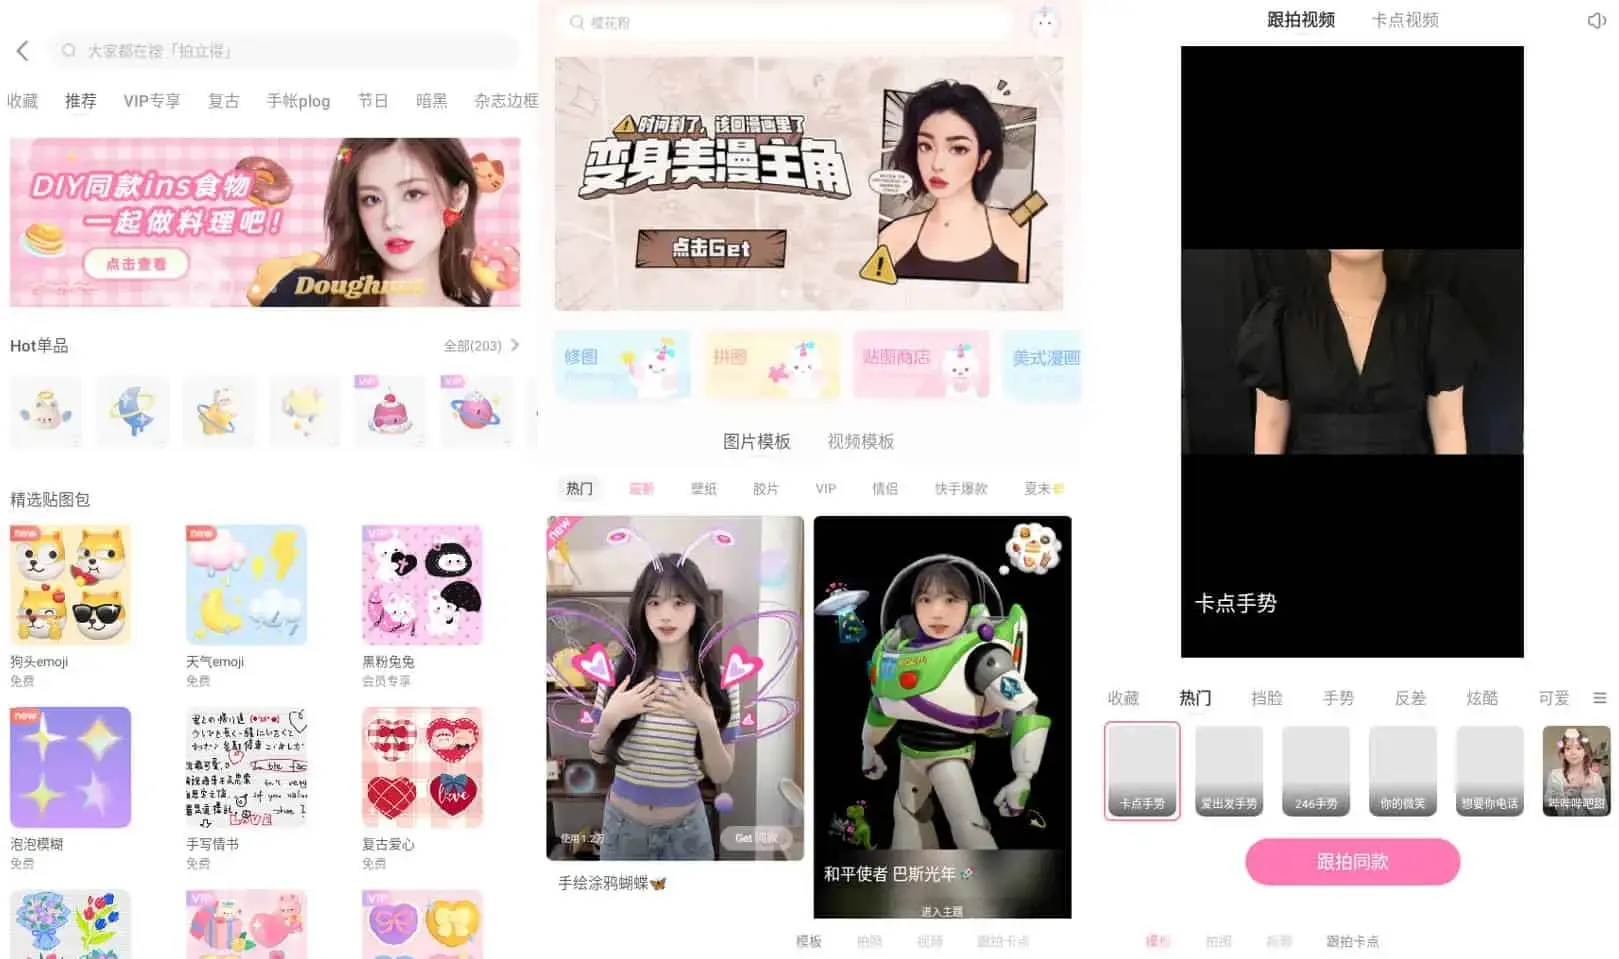 大家都在搜「拍立得」
收藏
推荐
VIP专享
复古
手帐plog
节日
暗黑
杂志边框
DIY同款ins食物
一起做料理吧!
点击查看
Hot单品
全部(203)
VIP
VIP
精选贴图包
new
狗头emoji
免费
new
天气emoji
免费
VIP
黑粉兔兔
会员专享
new
泡泡模糊
免费
手写情书
免费
love
复古爱心
免费
VIP
VIP
樱花粉
时间到了，该回漫画里了
变身美漫主角
点击Get
修图
拼图
贴图商店
美式漫画
图片模板
视频模板
热门
最新
壁纸
胶片
VIP
情侣
快手爆款
夏末
new
使用1.2万
Get 同款
手绘涂鸦蝴蝶🦋
和平使者 巴斯光年
进入主题
模板
拍照
视频
跟拍卡点
跟拍视频
卡点视频
卡点手势
收藏
热门
挡脸
手势
反差
炫酷
可爱
卡点手势
爱出发手势
246手势
你的微笑
想要你电话
哔哔哔吧甜
跟拍同款
模板
拍照
视频
跟拍卡点